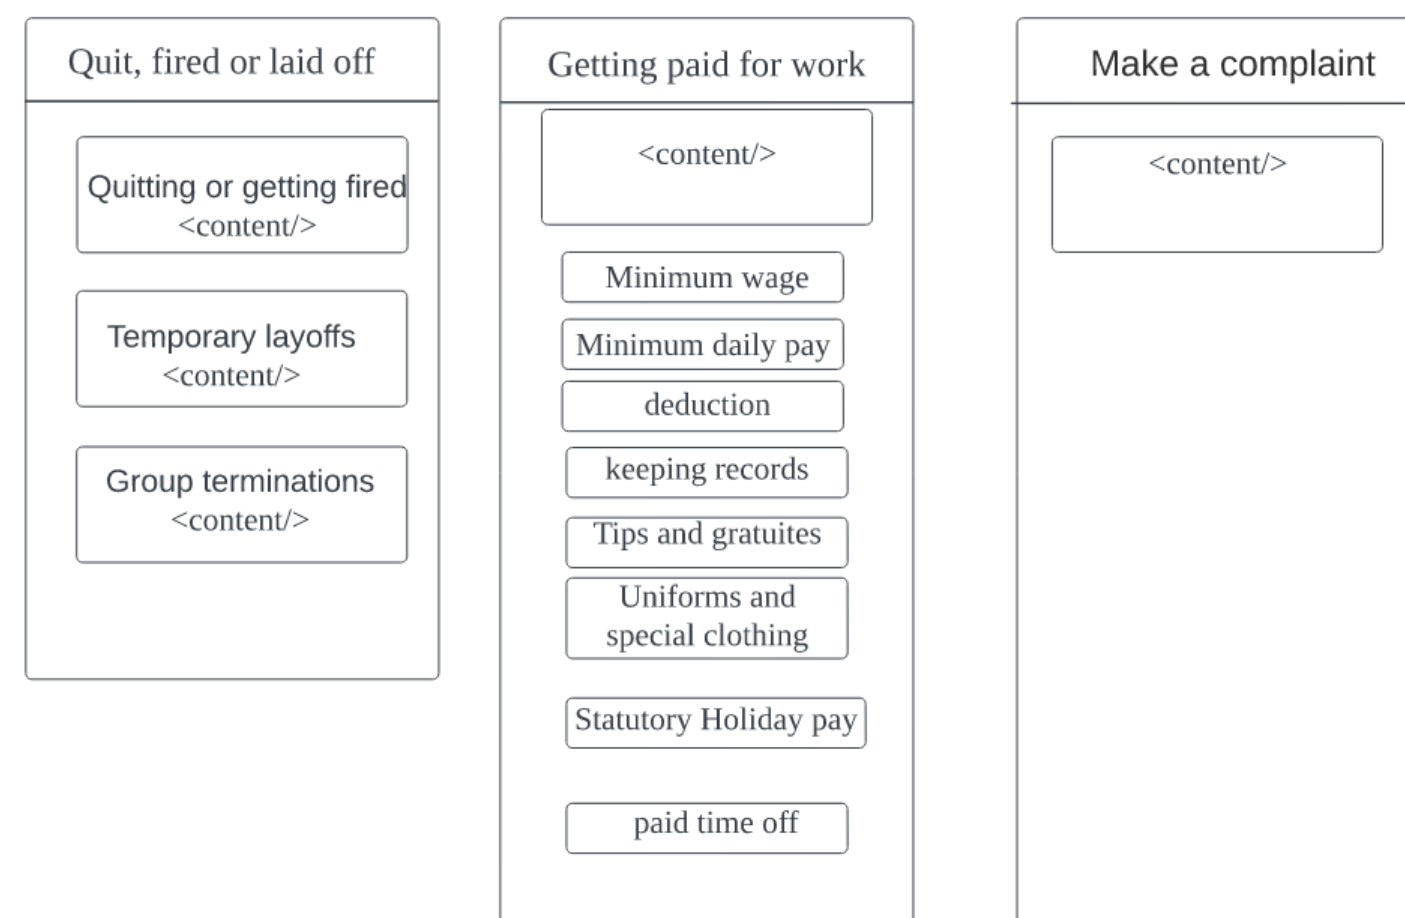 Quit, fired or laid off
Quitting or getting fired
<content/>
Temporary layoffs
<content/>
Group terminations
<content/>
Getting paid for work
<content/>
Minimum wage
Minimum daily pay
deduction
keeping records
Tips and gratuites
Uniforms and
special clothing
Statutory Holiday pay
paid time off
Make a complaint
<content/>